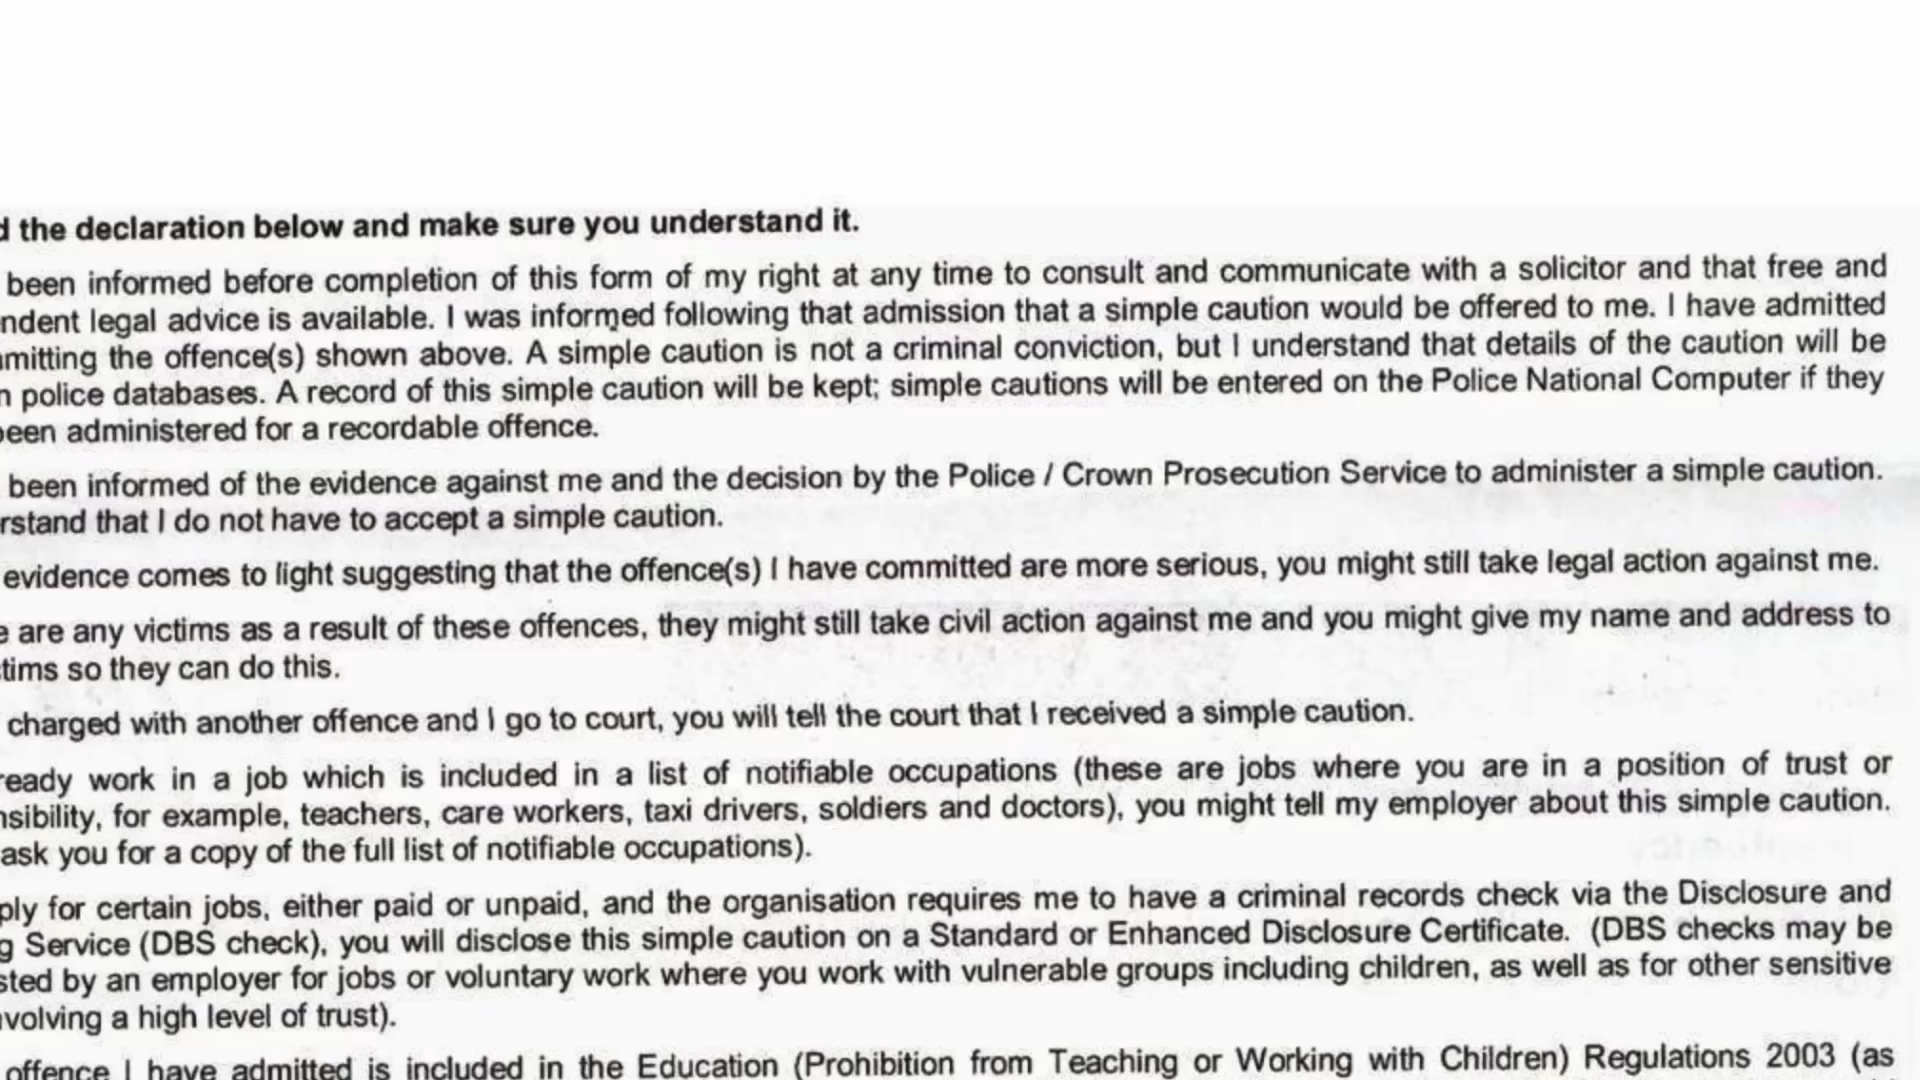 d the declaration below and make sure you understand it.
been informed before completion of this form of my right at any time to consult and communicate with a solicitor and that free and
ndent legal advice is available. I was informed following that admission that a simple caution would be offered to me. I have admitted
mitting the offence(s) shown above. A simple caution is not a criminal conviction, but I understand that details of the caution will be
n police databases. A record of this simple caution will be kept; simple cautions will be entered on the Police National Computer if they
been administered for a recordable offence.
been informed of the evidence against me and the decision by the Police / Crown Prosecution Service to administer a simple caution.
rstand that I do not have to accept a simple caution.
evidence comes to light suggesting that the offence(s) I have committed are more serious, you might still take legal action against me.
e are any victims as a result of these offences, they might still take civil action against me and you might give my name and address to
tims so they can do this.
charged with another offence and I go to court, you will tell the court that I received a simple caution.
ready work in a job which is included in a list of notifiable occupations (these are jobs where you are in a position of trust or
nsibility, for example, teachers, care workers, taxi drivers, soldiers and doctors), you might tell my employer about this simple caution.
ask you for a copy of the full list of notifiable occupations).
ply for certain jobs, either paid or unpaid, and the organisation requires me to have a criminal records check via the Disclosure and
g Service (DBS check), you will disclose this simple caution on a Standard or Enhanced Disclosure Certificate. (DBS checks may be
sted by an employer for jobs or voluntary work where you work with vulnerable groups including children, as well as for other sensitive
nvolving a high level of trust).
offence I have admitted is included in the Education (Prohibition from Teaching or Working with Children) Regulations 2003 (as